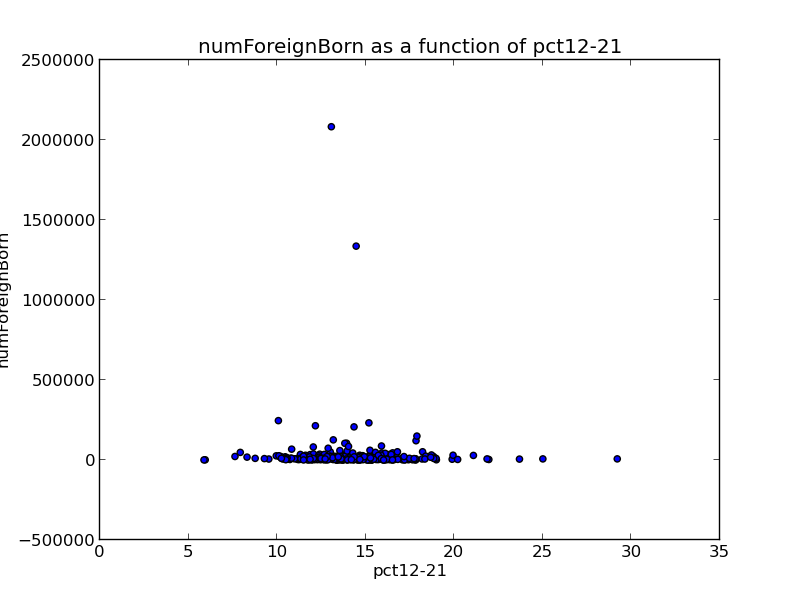 numForeignBorn as a function of pct12-21
2500000
2000000
1500000
1000000
500000
0
−500000
numForeignBorn
0 5 10 15 20 25 30 35
pct12-21